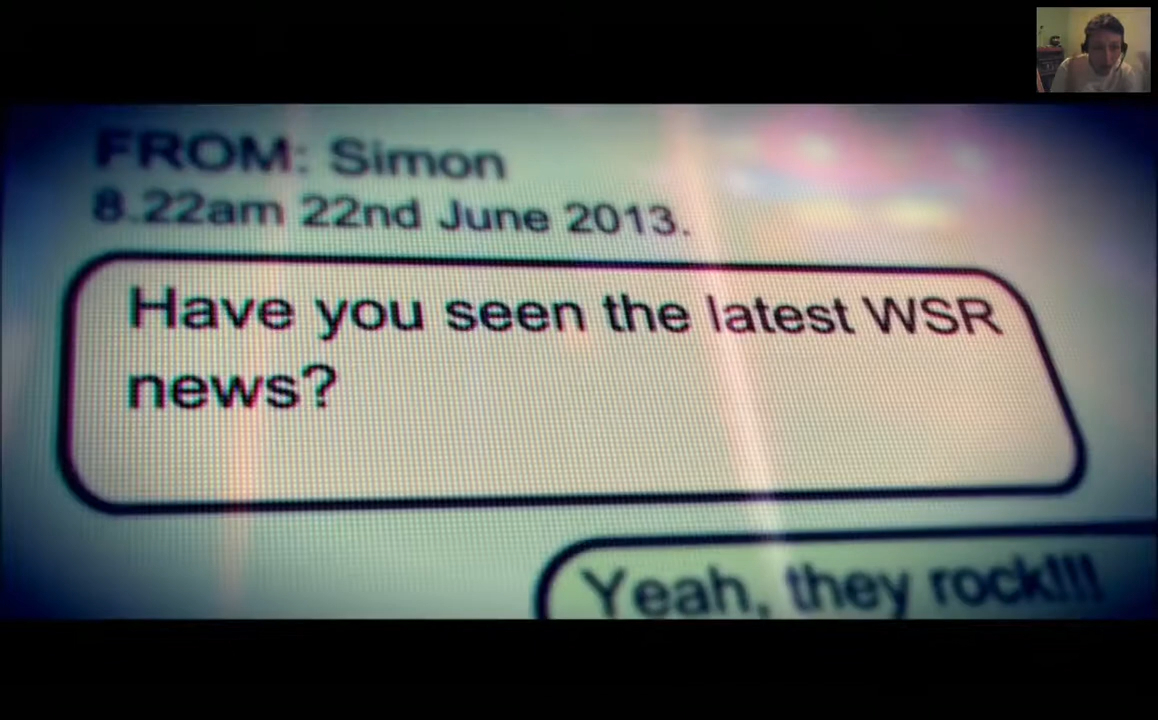 FROM: Simon
8.22am 22nd June 2013.
Have you seen the latest WSR
news?
Yeah, they rock!!!